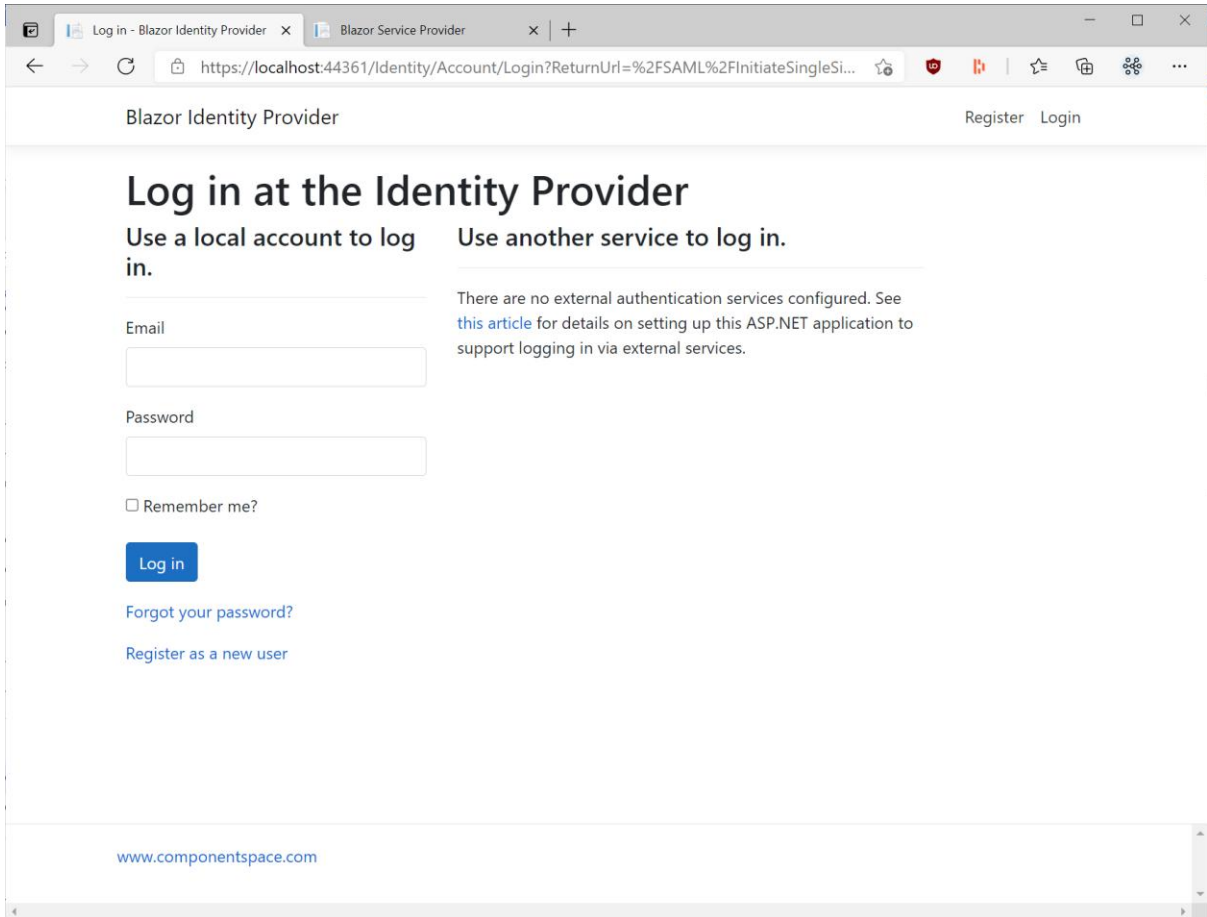 Log in - Blazor Identity Provider
Blazor Service Provider
https://localhost:44361/Identity/Account/Login?ReturnUrl=%2FSAML%2FInitiateSingleSi...
Blazor Identity Provider
Register Login
Log in at the Identity Provider
Use a local account to log
in.
Use another service to log in.
There are no external authentication services configured. See
this article for details on setting up this ASP.NET application to
support logging in via external services.
Email
Password
Remember me?
Log in
Forgot your password?
Register as a new user
www.componentspace.com